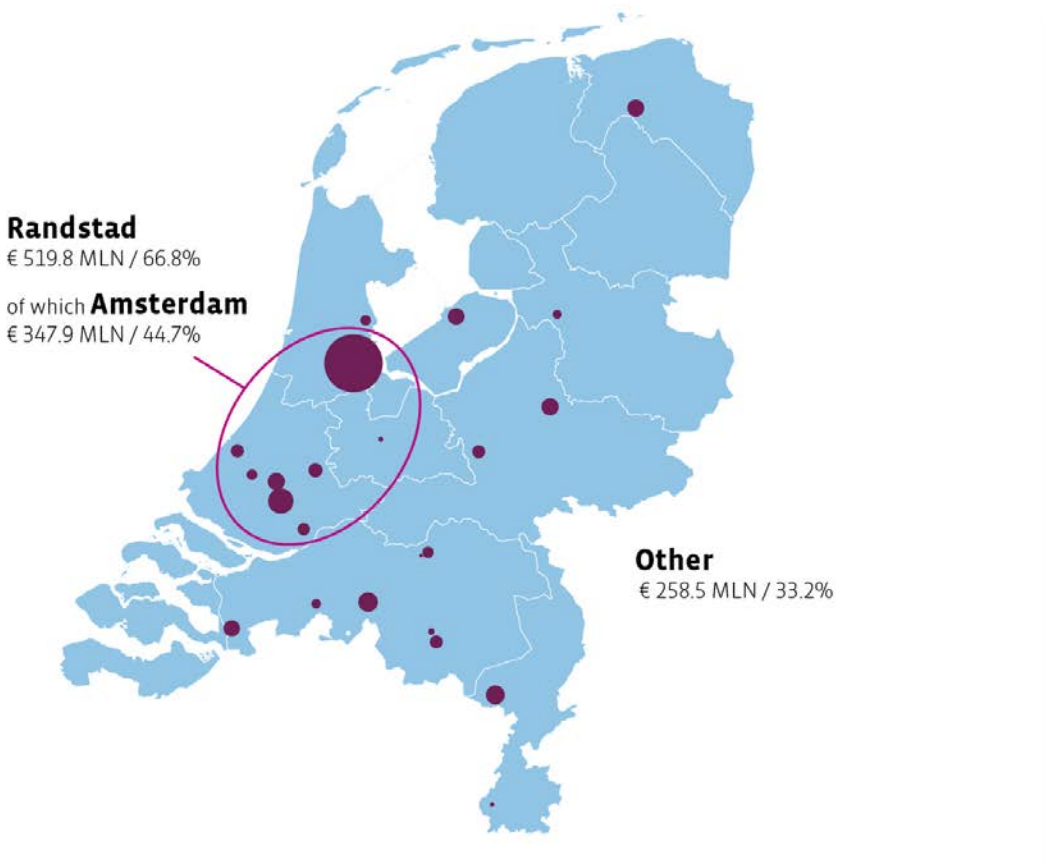 Randstad
€ 519.8 MLN / 66.8%
of which Amsterdam
€ 347.9 MLN / 44.7%
Other
€ 258.5 MLN / 33.2%